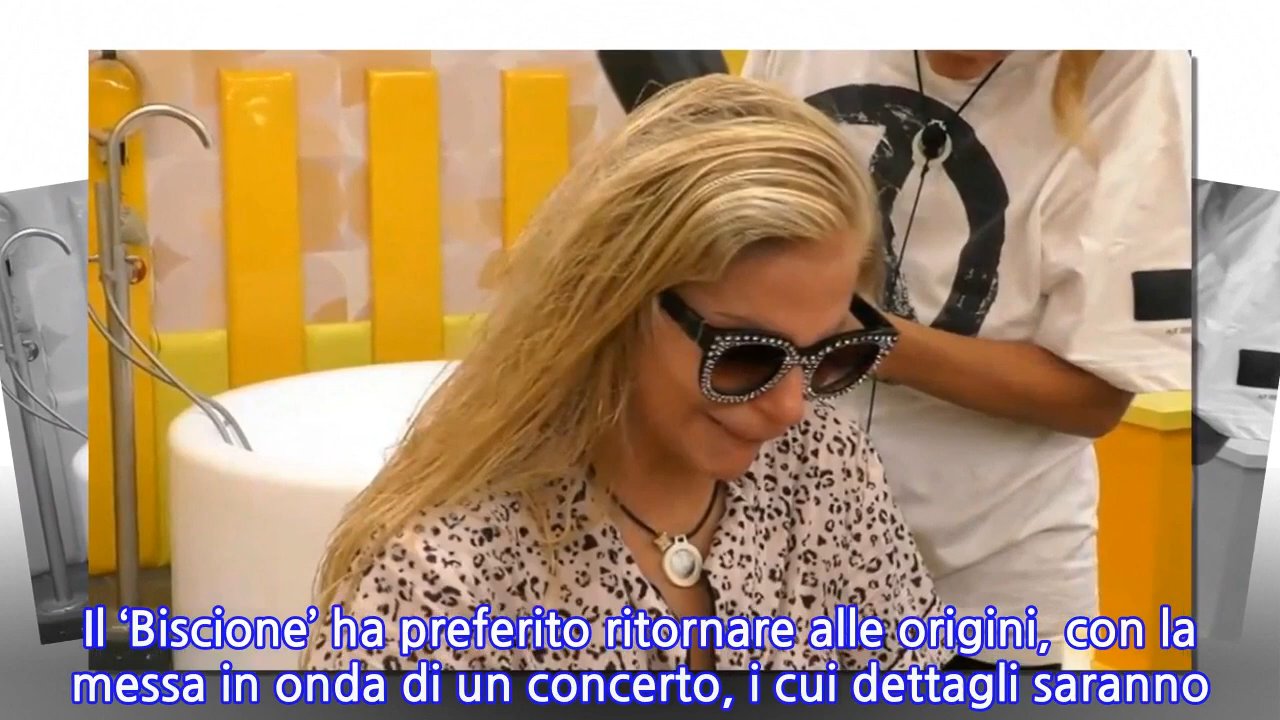 Il ‘Biscione’ ha preferito ritornare alle origini, con la
messa in onda di un concerto, i cui dettagli saranno